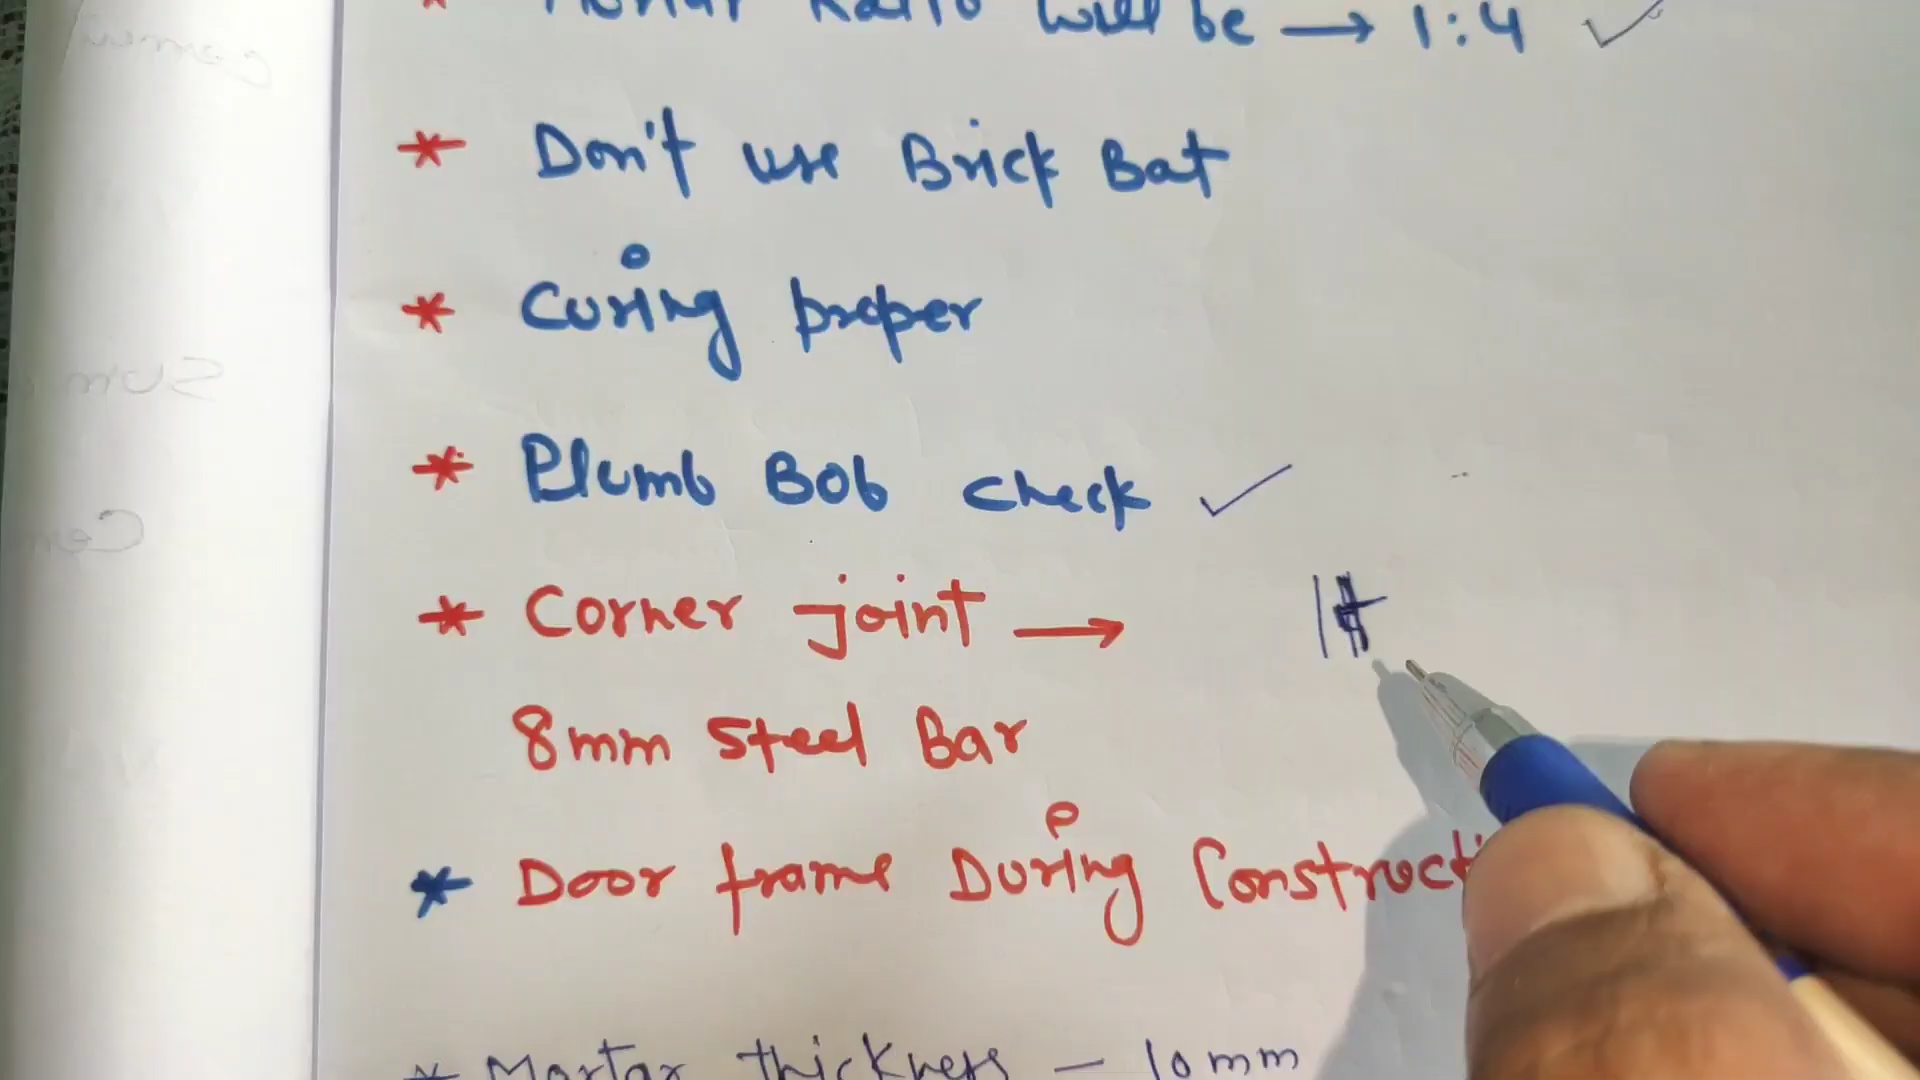 * Mortar Ratio will be → 1:4 ✓
* Don't use Brick Bat
* Curing proper
* Plumb Bob check ✓
* Corner joint →
8mm Steel Bar
* Door frame During Constructi
* Mortar thickness - 10mm